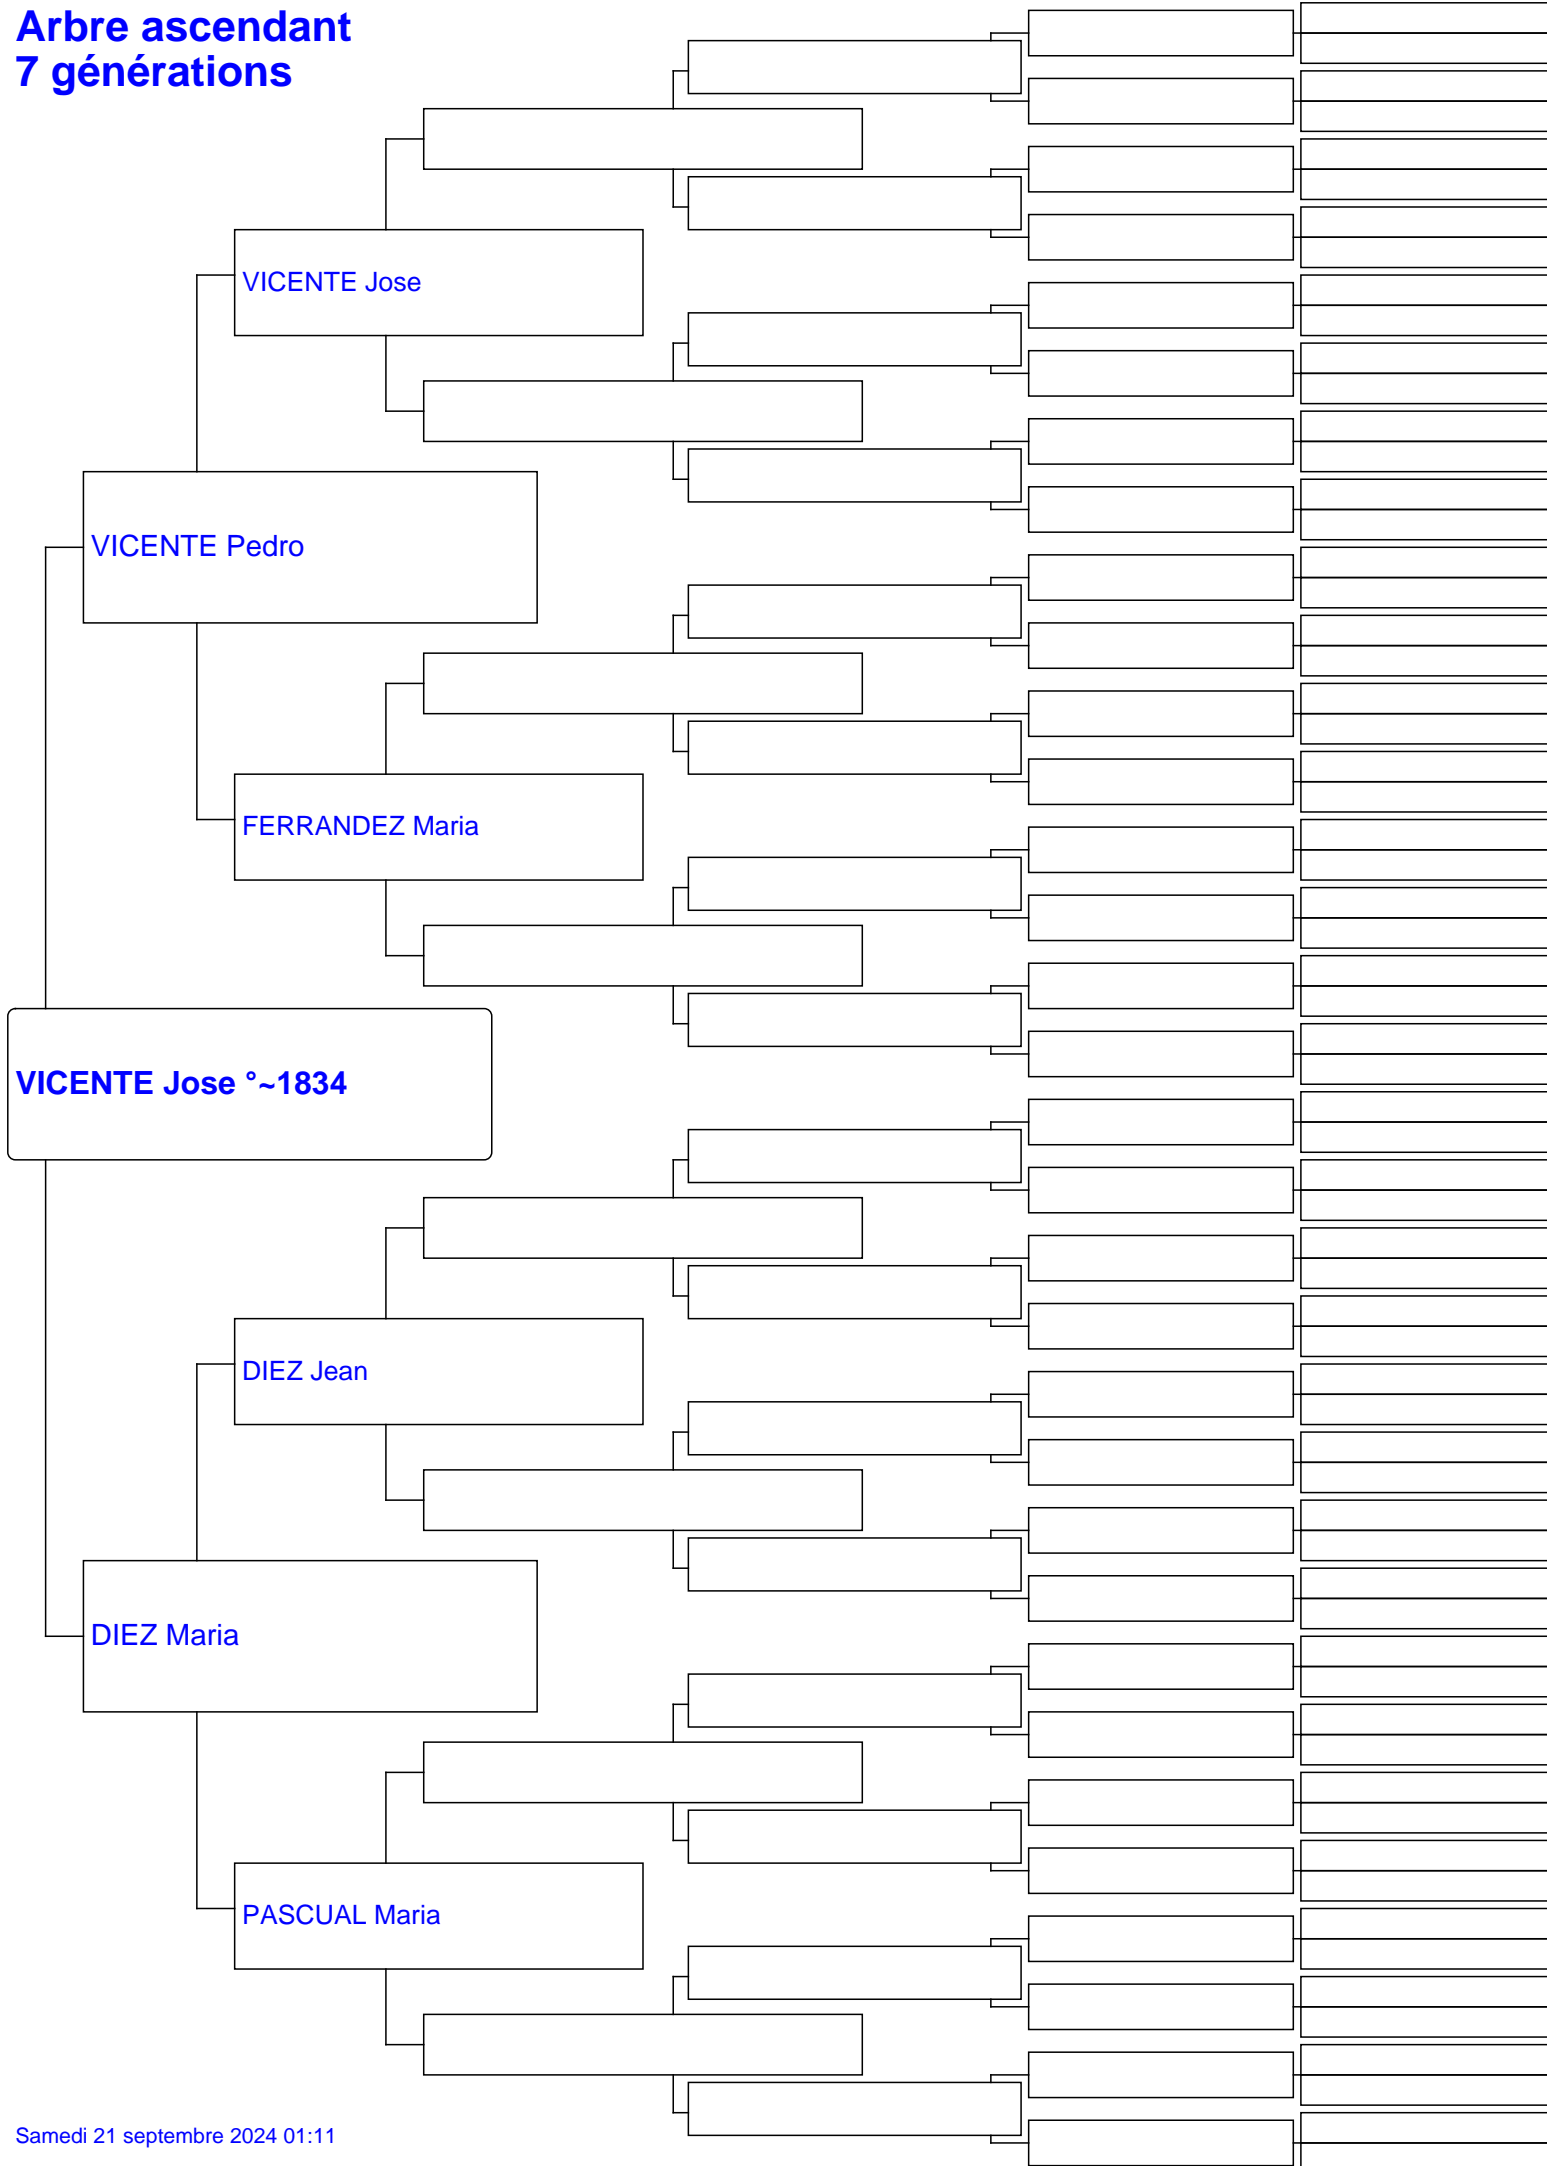 Arbre ascendant
7 générations
VICENTE Jose
VICENTE Pedro
FERRANDEZ Maria
VICENTE Jose °~1834
DIEZ Jean
DIEZ Maria
PASCUAL Maria
Samedi 21 septembre 2024 01:11